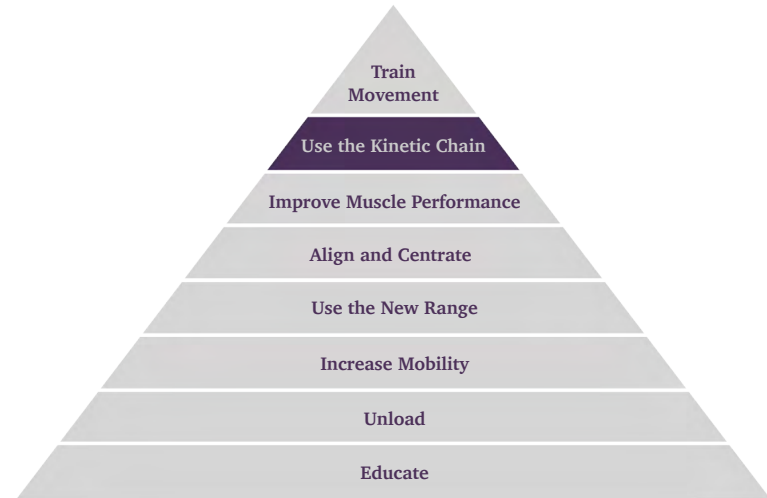 Train
Movement
Use the Kinetic Chain
Improve Muscle Performance
Align and Centrate
Use the New Range
Increase Mobility
Unload
Educate